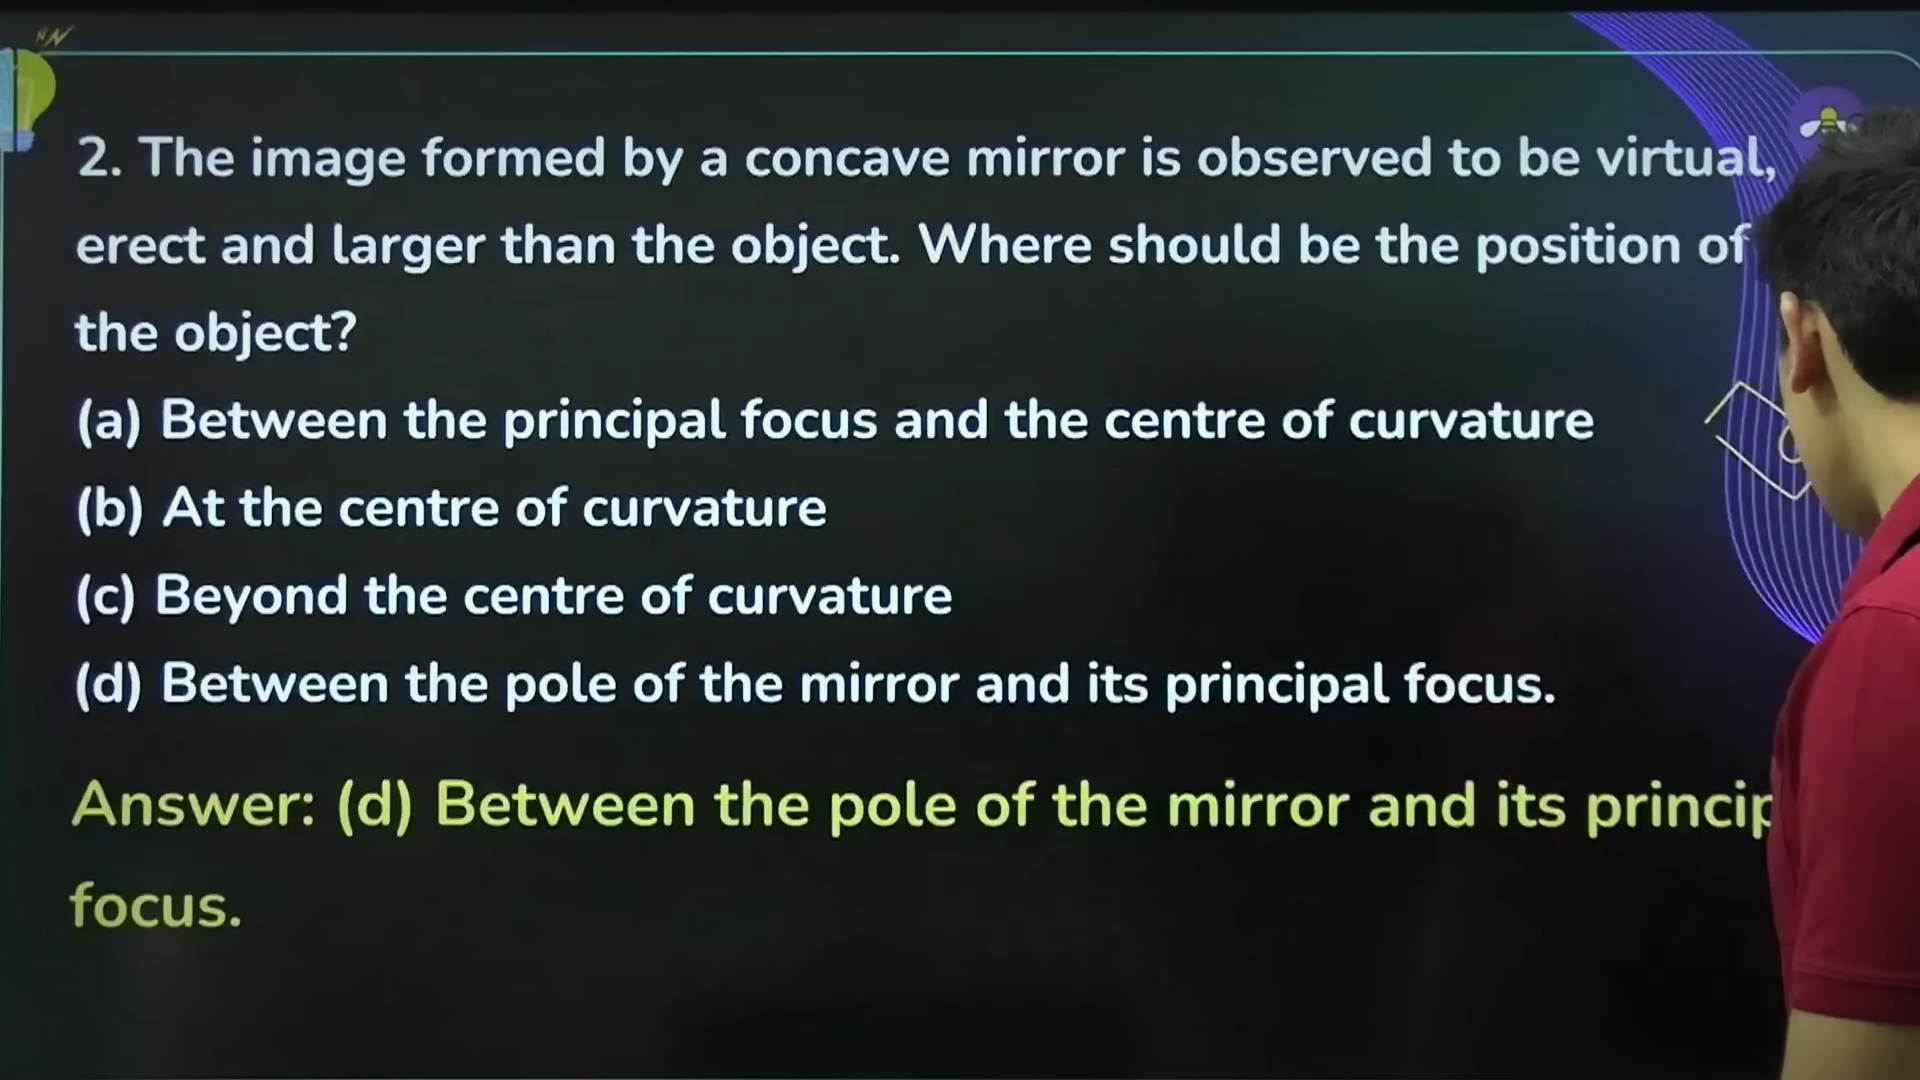 2. The image formed by a concave mirror is observed to be virtual,
erect and larger than the object. Where should be the position of
the object?
(a) Between the principal focus and the centre of curvature
(b) At the centre of curvature
(c) Beyond the centre of curvature
(d) Between the pole of the mirror and its principal focus.
Answer: (d) Between the pole of the mirror and its
focus.